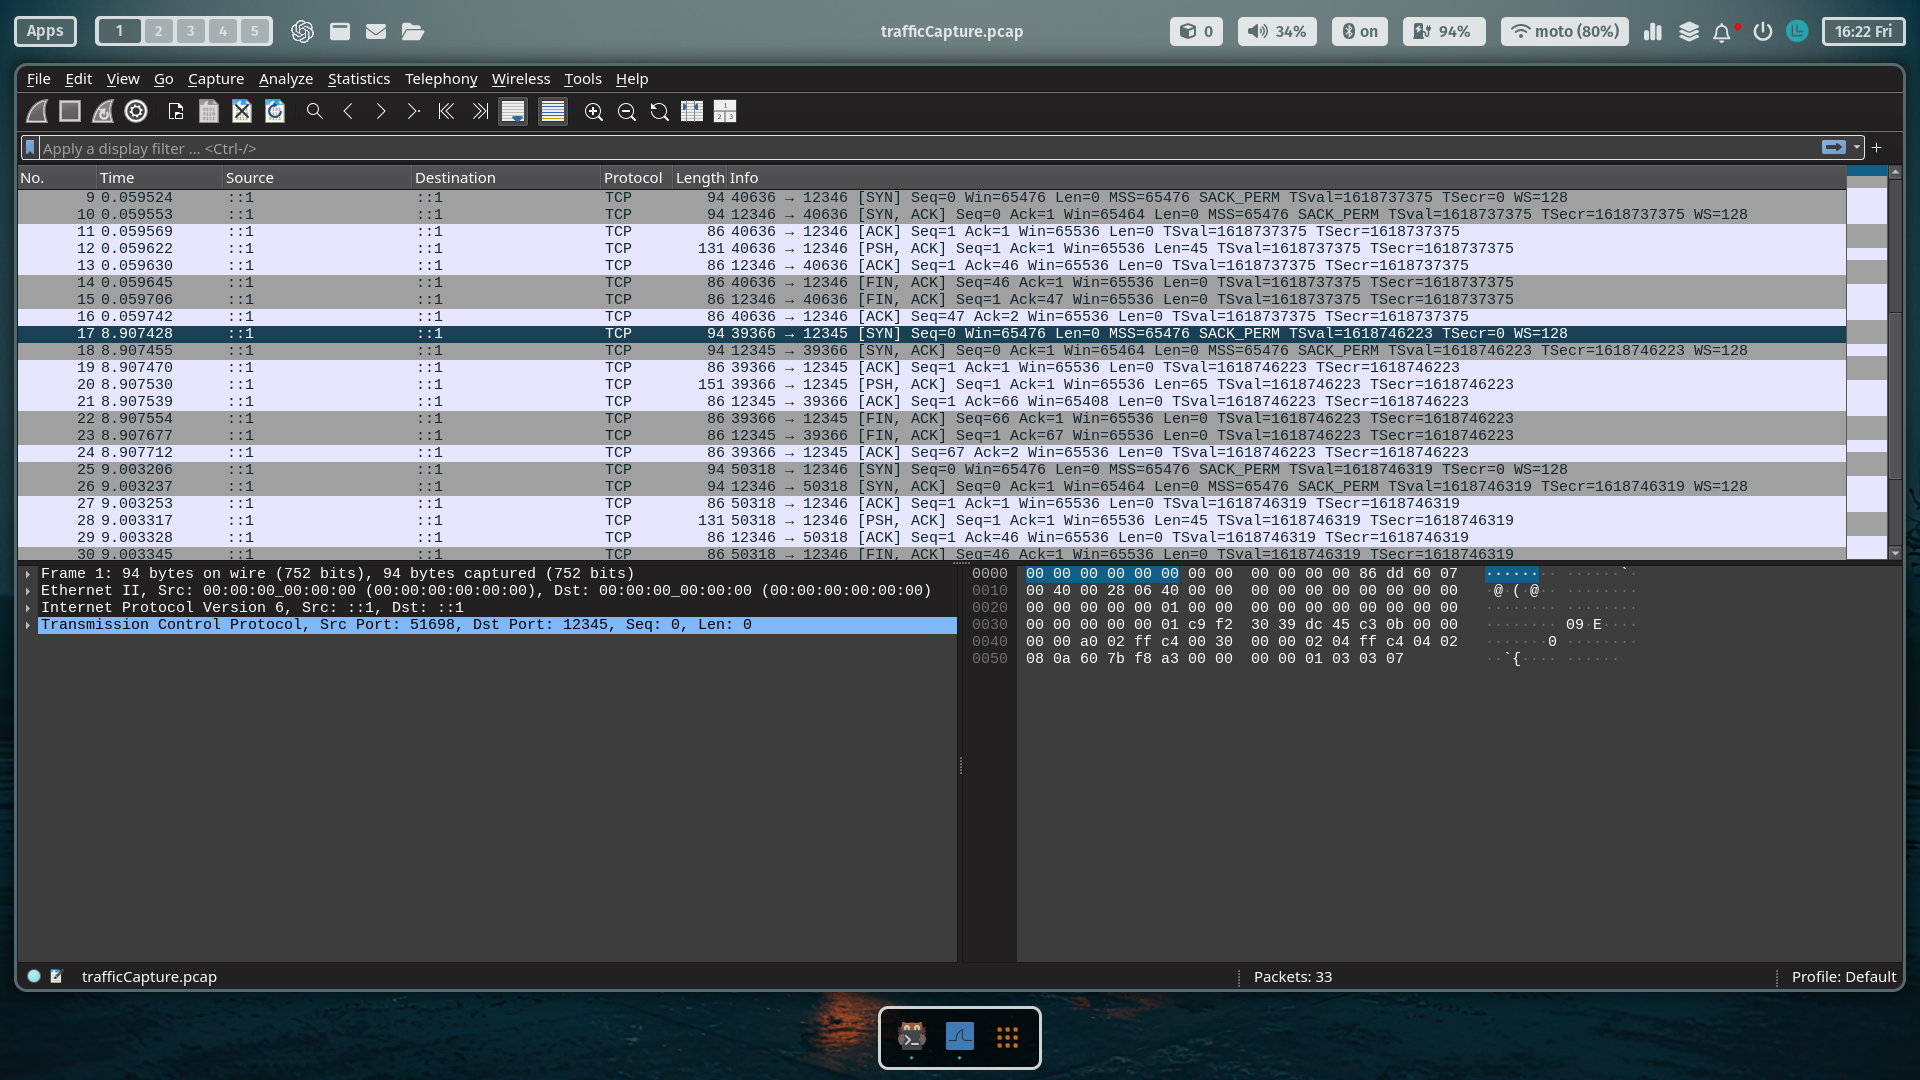 Apps 1 2 3 4 5 trafficCapture.pcap 0 34% on 94% moto (80%) 16:22 Fri
File Edit View Go Capture Analyze Statistics Telephony Wireless Tools Help
Apply a display filter ... <Ctrl-/> +
No. Time Source Destination Protocol Length Info
9 0.059524 ::1 ::1 TCP 94 40636 → 12346 [SYN] Seq=0 Win=65476 Len=0 MSS=65476 SACK_PERM TSval=1618737375 TSecr=0 WS=128
10 0.059553 ::1 ::1 TCP 94 12346 → 40636 [SYN, ACK] Seq=0 Ack=1 Win=65464 Len=0 MSS=65476 SACK_PERM TSval=1618737375 TSecr=1618737375 WS=128
11 0.059569 ::1 ::1 TCP 86 40636 → 12346 [ACK] Seq=1 Ack=1 Win=65536 Len=0 TSval=1618737375 TSecr=1618737375
12 0.059622 ::1 ::1 TCP 131 40636 → 12346 [PSH, ACK] Seq=1 Ack=1 Win=65536 Len=45 TSval=1618737375 TSecr=1618737375
13 0.059630 ::1 ::1 TCP 86 12346 → 40636 [ACK] Seq=1 Ack=46 Win=65536 Len=0 TSval=1618737375 TSecr=1618737375
14 0.059645 ::1 ::1 TCP 86 40636 → 12346 [FIN, ACK] Seq=46 Ack=1 Win=65536 Len=0 TSval=1618737375 TSecr=1618737375
15 0.059706 ::1 ::1 TCP 86 12346 → 40636 [FIN, ACK] Seq=1 Ack=47 Win=65536 Len=0 TSval=1618737375 TSecr=1618737375
16 0.059742 ::1 ::1 TCP 86 40636 → 12346 [ACK] Seq=47 Ack=2 Win=65536 Len=0 TSval=1618737375 TSecr=1618737375
17 8.907428 ::1 ::1 TCP 94 39366 → 12345 [SYN] Seq=0 Win=65476 Len=0 MSS=65476 SACK_PERM TSval=1618746223 TSecr=0 WS=128
18 8.907455 ::1 ::1 TCP 94 12345 → 39366 [SYN, ACK] Seq=0 Ack=1 Win=65464 Len=0 MSS=65476 SACK_PERM TSval=1618746223 TSecr=1618746223 WS=128
19 8.907470 ::1 ::1 TCP 86 39366 → 12345 [ACK] Seq=1 Ack=1 Win=65536 Len=0 TSval=1618746223 TSecr=1618746223
20 8.907530 ::1 ::1 TCP 151 39366 → 12345 [PSH, ACK] Seq=1 Ack=1 Win=65536 Len=65 TSval=1618746223 TSecr=1618746223
21 8.907539 ::1 ::1 TCP 86 12345 → 39366 [ACK] Seq=1 Ack=66 Win=65408 Len=0 TSval=1618746223 TSecr=1618746223
22 8.907554 ::1 ::1 TCP 86 39366 → 12345 [FIN, ACK] Seq=66 Ack=1 Win=65536 Len=0 TSval=1618746223 TSecr=1618746223
23 8.907677 ::1 ::1 TCP 86 12345 → 39366 [FIN, ACK] Seq=1 Ack=67 Win=65536 Len=0 TSval=1618746223 TSecr=1618746223
24 8.907712 ::1 ::1 TCP 86 39366 → 12345 [ACK] Seq=67 Ack=2 Win=65536 Len=0 TSval=1618746223 TSecr=1618746223
25 9.003206 ::1 ::1 TCP 94 50318 → 12346 [SYN] Seq=0 Win=65476 Len=0 MSS=65476 SACK_PERM TSval=1618746319 TSecr=0 WS=128
26 9.003237 ::1 ::1 TCP 94 12346 → 50318 [SYN, ACK] Seq=0 Ack=1 Win=65464 Len=0 MSS=65476 SACK_PERM TSval=1618746319 TSecr=1618746319 WS=128
27 9.003253 ::1 ::1 TCP 86 50318 → 12346 [ACK] Seq=1 Ack=1 Win=65536 Len=0 TSval=1618746319 TSecr=1618746319
28 9.003317 ::1 ::1 TCP 131 50318 → 12346 [PSH, ACK] Seq=1 Ack=1 Win=65536 Len=45 TSval=1618746319 TSecr=1618746319
29 9.003328 ::1 ::1 TCP 86 12346 → 50318 [ACK] Seq=1 Ack=46 Win=65536 Len=0 TSval=1618746319 TSecr=1618746319
30 9.003345 ::1 ::1 TCP 86 50318 → 12346 [FIN, ACK] Seq=46 Ack=1 Win=65536 Len=0 TSval=1618746319 TSecr=1618746319
Frame 1: 94 bytes on wire (752 bits), 94 bytes captured (752 bits)
Ethernet II, Src: 00:00:00_00:00:00 (00:00:00:00:00:00), Dst: 00:00:00_00:00:00 (00:00:00:00:00:00)
Internet Protocol Version 6, Src: ::1, Dst: ::1
Transmission Control Protocol, Src Port: 51698, Dst Port: 12345, Seq: 0, Len: 0
0000 00 00 00 00 00 00 00 00 00 00 00 00 86 dd 60 07 ········ ······`·
0010 00 40 00 28 06 40 00 00 00 00 00 00 00 00 00 00 ·@·(·@·· ········
0020 00 00 00 00 00 01 00 00 00 00 00 00 00 00 00 00 ········ ········
0030 00 00 00 00 00 01 c9 f2 30 39 dc 45 c3 0b 00 00 ········ 09·E····
0040 00 00 a0 02 ff c4 00 30 00 00 02 04 ff c4 04 02 ·······0 ········
0050 08 0a 60 7b f8 a3 00 00 00 00 01 03 03 07 ··`{···· ······
trafficCapture.pcap Packets: 33 Profile: Default